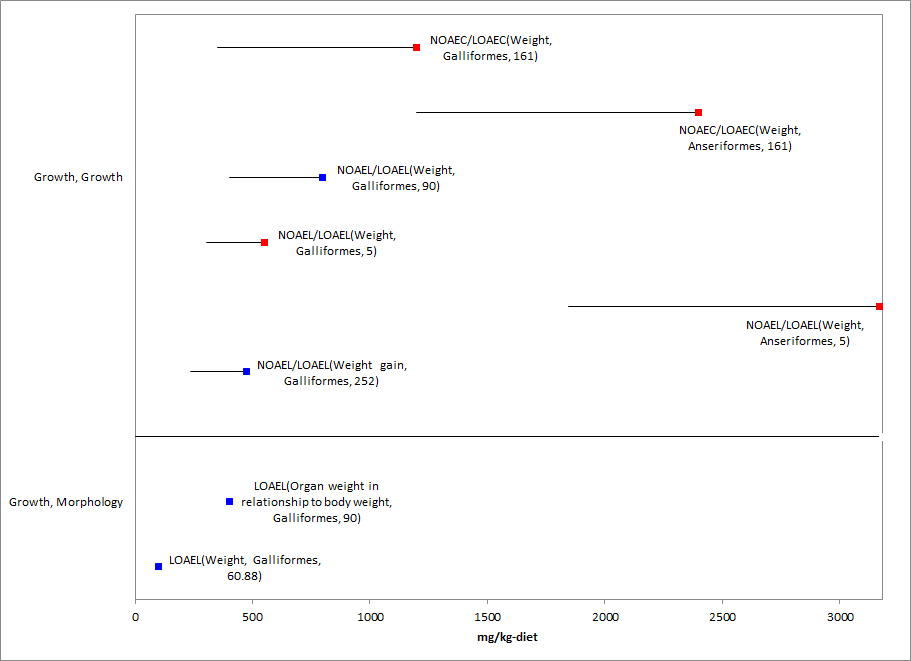 NOAEC/LOAEC(Weight,
Galliformes, 161)
NOAEC/LOAEC(Weight,
Anseriformes, 161)
Growth, Growth
NOAEL/LOAEL(Weight,
Galliformes, 90)
NOAEL/LOAEL(Weight,
Galliformes, 5)
NOAEL/LOAEL(Weight,
Anseriformes, 5)
NOAEL/LOAEL(Weight gain,
Galliformes, 252)
Growth, Morphology
LOAEL(Organ weight in
relationship to body weight,
Galliformes, 90)
LOAEL(Weight, Galliformes,
60.88)
0 500 1000 1500 2000 2500 3000
mg/kg-diet